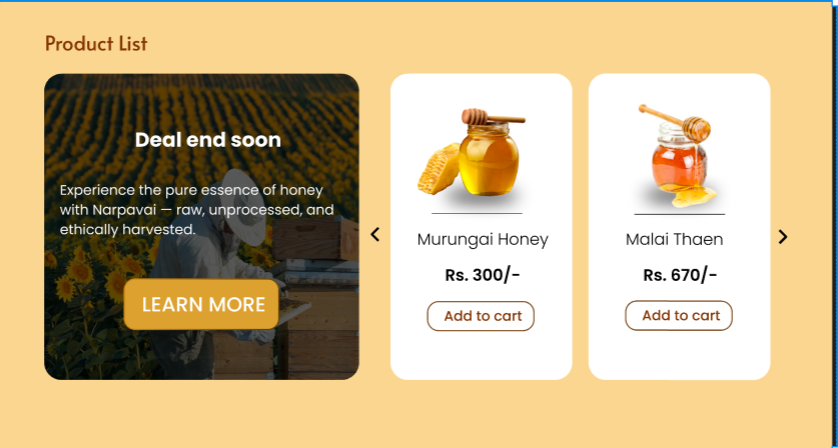 Product List
Deal end soon
Experience the pure essence of honey
with Narpavai — raw, unprocessed, and
ethically harvested.
LEARN MORE
Murungai Honey
Rs. 300/-
Add to cart
Malai Thaen
Rs. 670/-
Add to cart